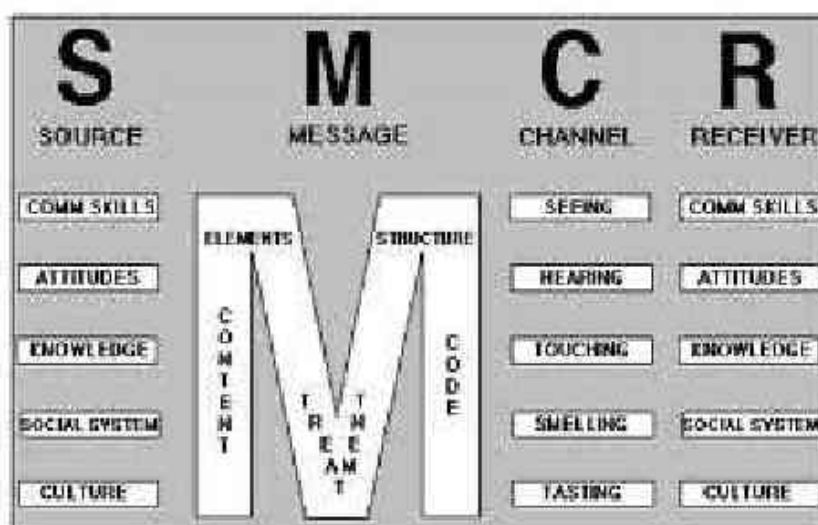 S M C R
SOURCE MESSAGE CHANNEL RECEIVER
COMM SKILLS
ATTITUDES
KNOWLEDGE
SOCIAL SYSTEM
CULTURE
ELEMENTS STRUCTURE
CONTENT
TREATMENT
CODE
SEEING
HEARING
TOUCHING
SMELLING
TASTING
COMM SKILLS
ATTITUDES
KNOWLEDGE
SOCIAL SYSTEM
CULTURE